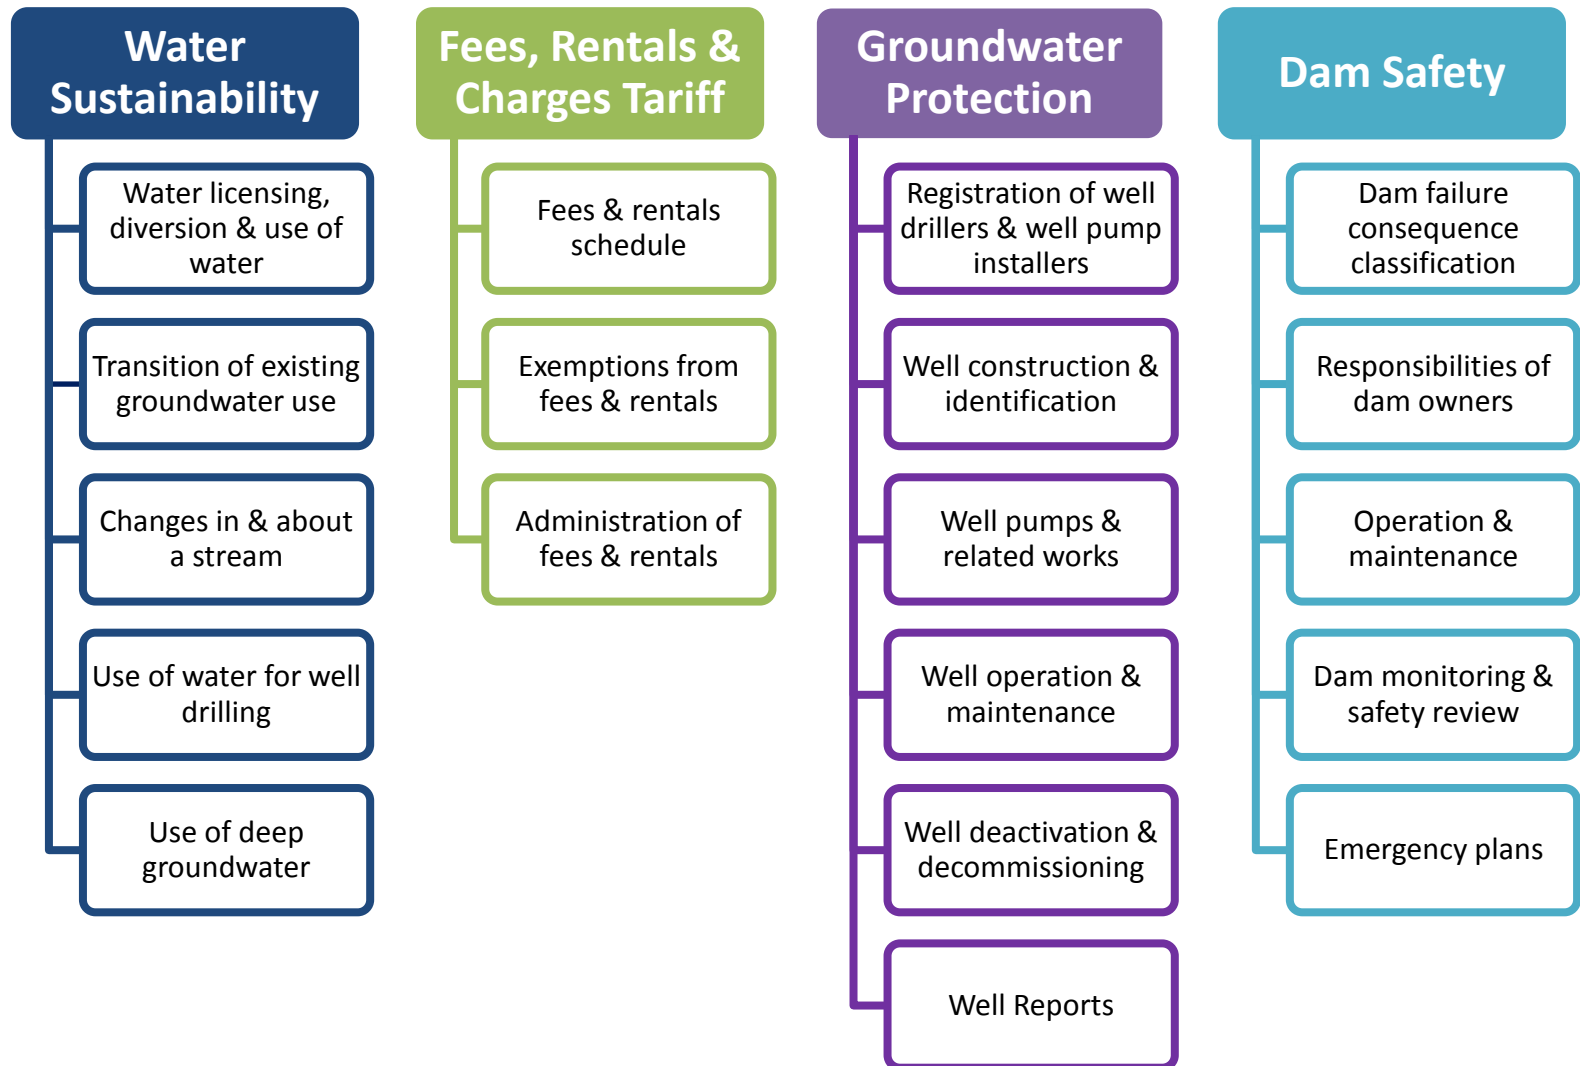 Water
Sustainability
Water licensing,
diversion & use of
water
Transition of existing
groundwater use
Changes in & about
a stream
Use of water for well
drilling
Use of deep
groundwater
Fees, Rentals &
Charges Tariff
Fees & rentals
schedule
Exemptions from
fees & rentals
Administration of
fees & rentals
Groundwater
Protection
Registration of well
drillers & well pump
installers
Well construction &
identification
Well pumps &
related works
Well operation &
maintenance
Well deactivation &
decommissioning
Well Reports
Dam Safety
Dam failure
consequence
classification
Responsibilities of
dam owners
Operation &
maintenance
Dam monitoring &
safety review
Emergency plans